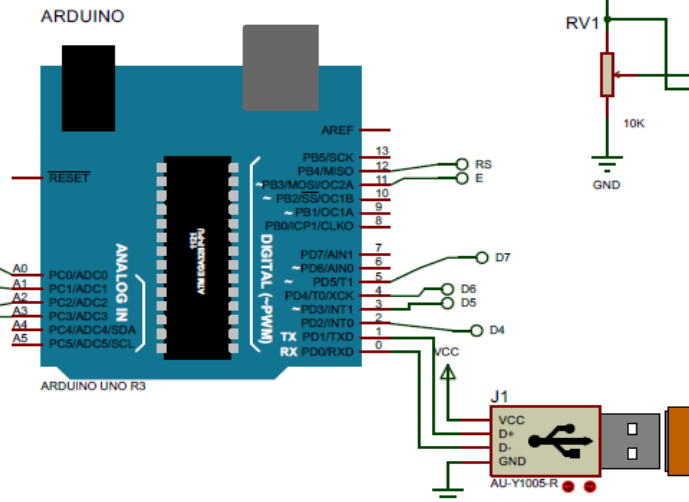 ARDUINO
RV1
10K
GND
AREF
PB5/SCK 13
PB4/MISO 12 RS
RESET
~PB3/MOSI/OC2A 11 E
~ PB2/SS/OC1B 10
~ PB1/OC1A 9
PB0/ICP1/CLKO 8
1121
ATMEGA328P-PU
ANALOG IN
DIGITAL (~PWM)
PD7/AIN1 7
~ PD6/AIN0 6
~ PD5/T1 5 D7
PD4/T0/XCK 4 D6
~ PD3/INT1 3 D5
PD2/INT0 2 D4
TX PD1/TXD 1
RX PD0/RXD 0
A0 PC0/ADC0
A1 PC1/ADC1
A2 PC2/ADC2
A3 PC3/ADC3
A4 PC4/ADC4/SDA
A5 PC5/ADC5/SCL
ARDUINO UNO R3
VCC
J1
VCC
D+
D-
GND
AU-Y1005-R